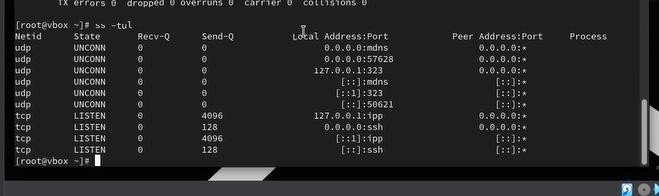 TX errors 0  dropped 0 overruns 0  carrier 0  collisions 0
[root@vbox ~]# ss -tul
Netid State Recv-Q Send-Q Local Address:Port Peer Address:Port Process
udp UNCONN 0 0 0.0.0.0:mdns 0.0.0.0:*
udp UNCONN 0 0 0.0.0.0:57628 0.0.0.0:*
udp UNCONN 0 0 127.0.0.1:323 0.0.0.0:*
udp UNCONN 0 0 [::]:mdns [::]:*
udp UNCONN 0 0 [::1]:323 [::]:*
udp UNCONN 0 0 [::]:50621 [::]:*
tcp LISTEN 0 4096 127.0.0.1:ipp 0.0.0.0:*
tcp LISTEN 0 128 0.0.0.0:ssh 0.0.0.0:*
tcp LISTEN 0 4096 [::1]:ipp [::]:*
tcp LISTEN 0 128 [::]:ssh [::]:*
[root@vbox ~]#